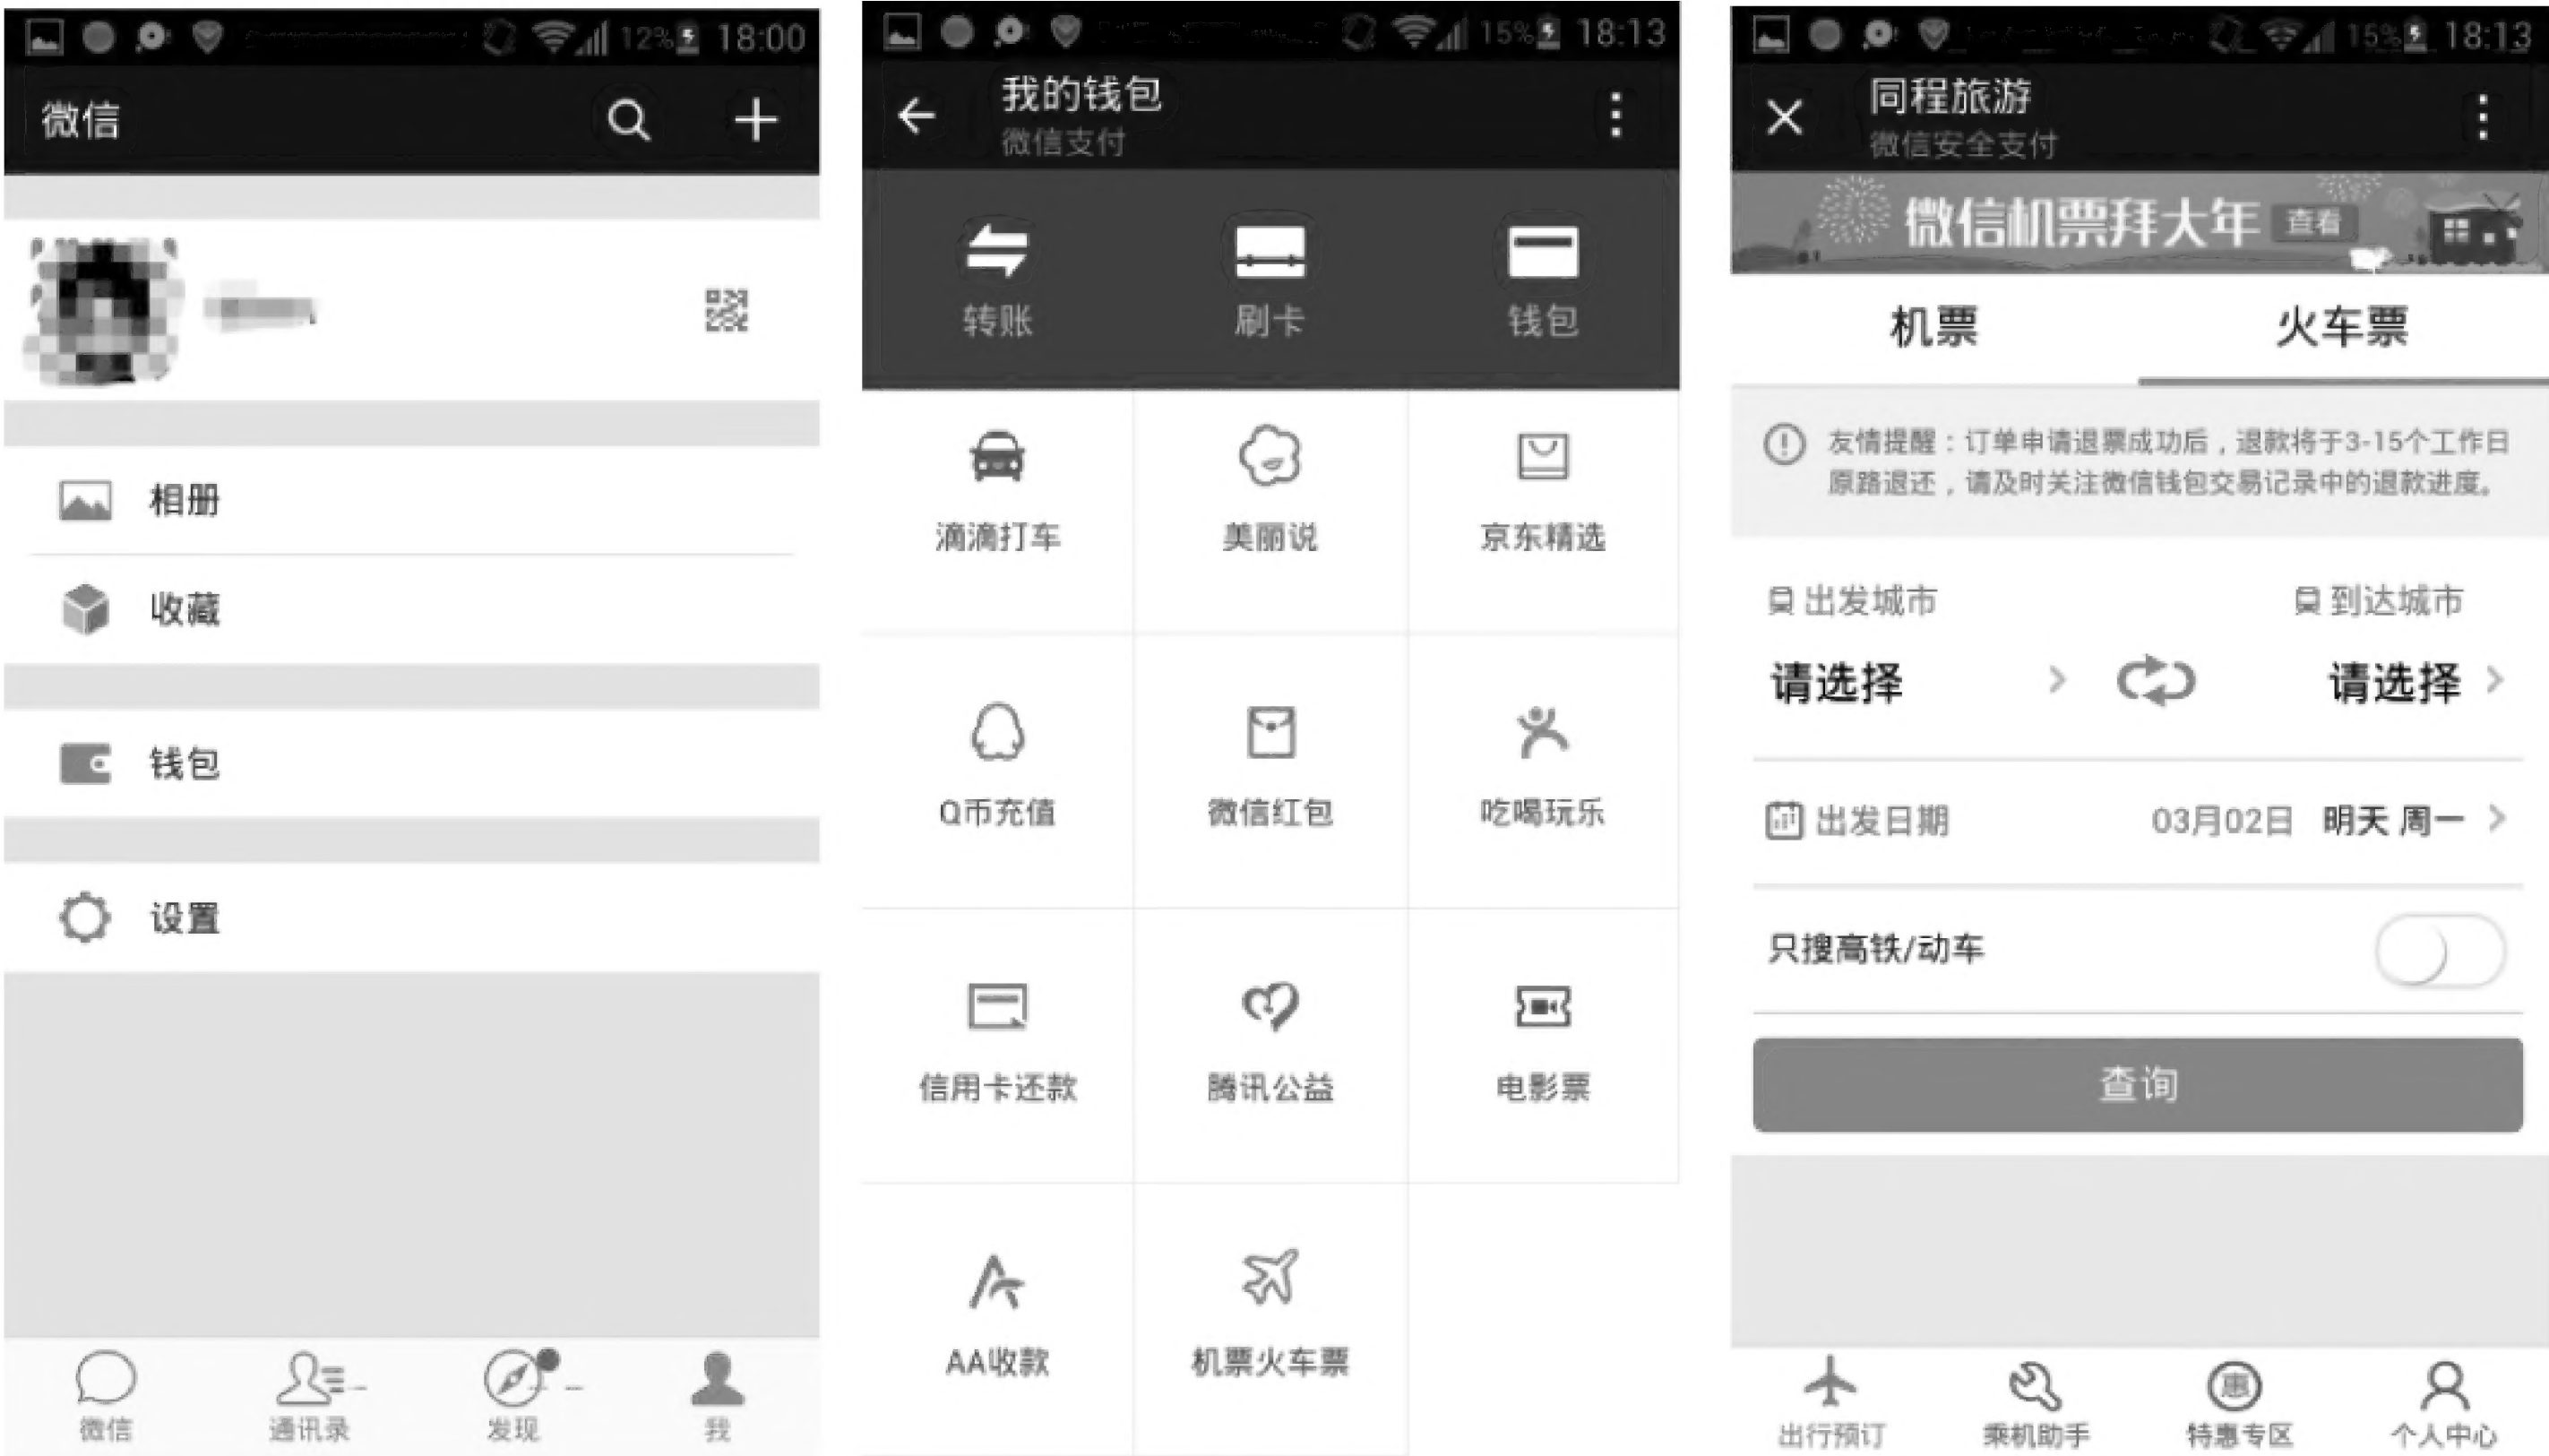 12% 18:00
微信
相册
收藏
钱包
设置
微信 通讯录 发现 我
15% 18:13
我的钱包
微信支付
转账 刷卡 钱包
滴滴打车 美丽说 京东精选
Q币充值 微信红包 吃喝玩乐
信用卡还款 腾讯公益 电影票
AA收款 机票火车票
15% 18:13
同程旅游
微信安全支付
微信机票拜大年 查看
机票 火车票
友情提醒：订单申请退票成功后，退款将于3-15个工作日
原路退还，请及时关注微信钱包交易记录中的退款进度。
出发城市 到达城市
请选择 请选择
出发日期 03月02日 明天 周一
只搜高铁/动车
查询
惠
出行预订 乘机助手 特惠专区 个人中心